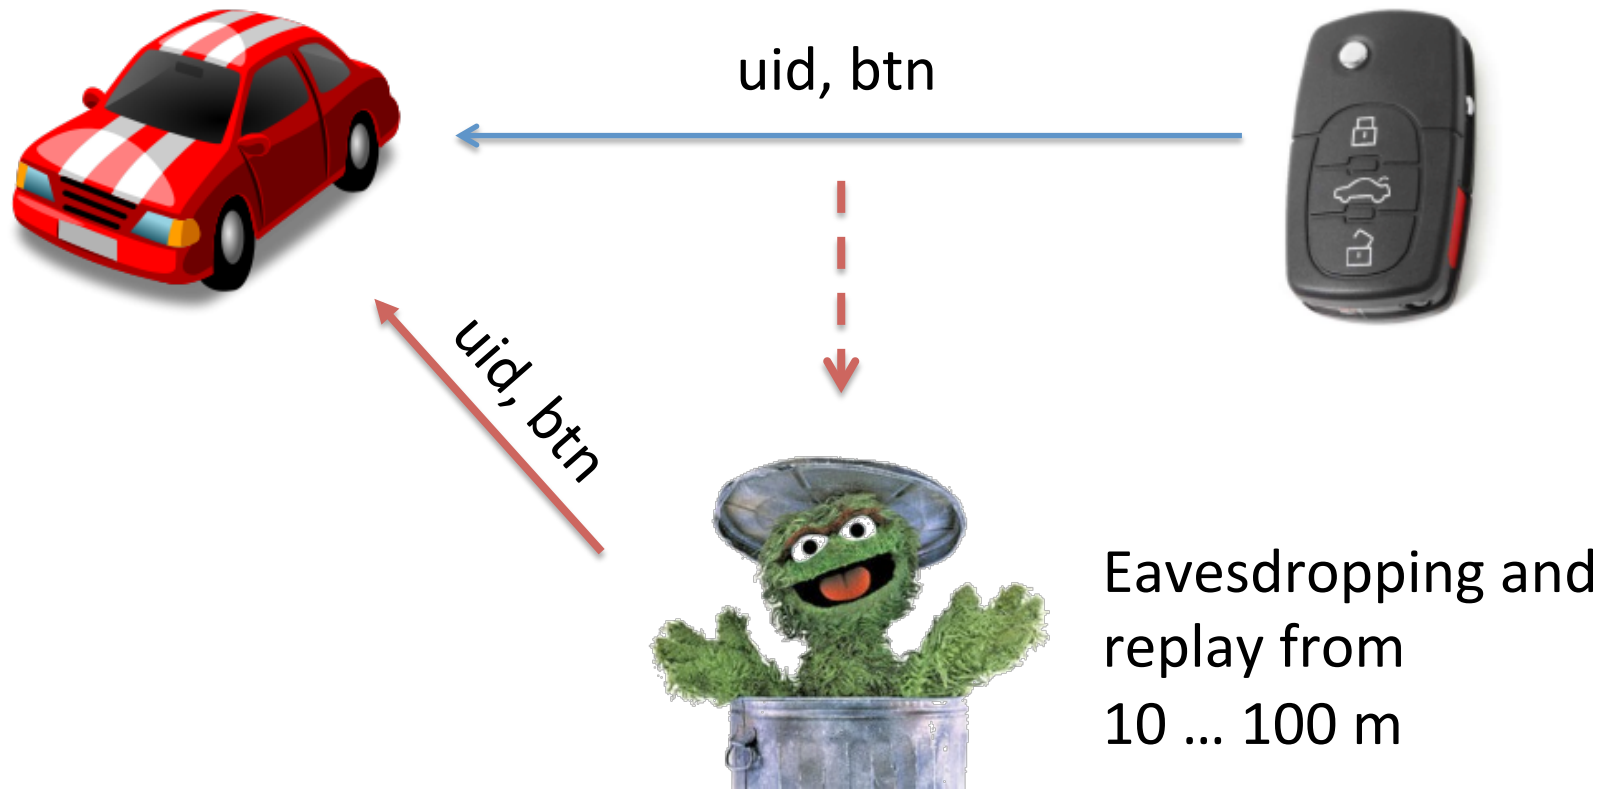 uid, btn
uid, btn
Eavesdropping and
replay from
10 ... 100 m